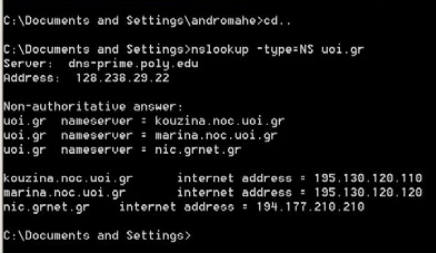 C:\Documents and Settings\andromahe>cd..
C:\Documents and Settings>nslookup -type=NS uoi.gr
Server: dns-prime.poly.edu
Address: 128.238.29.22
Non-authoritative answer:
uoi.gr nameserver = kouzina.noc.uoi.gr
uoi.gr nameserver = marina.noc.uoi.gr
uoi.gr nameserver = nic.grnet.gr
kouzina.noc.uoi.gr internet address = 195.130.120.110
marina.noc.uoi.gr internet address = 195.130.120.120
nic.grnet.gr internet address = 194.177.210.210
C:\Documents and Settings>